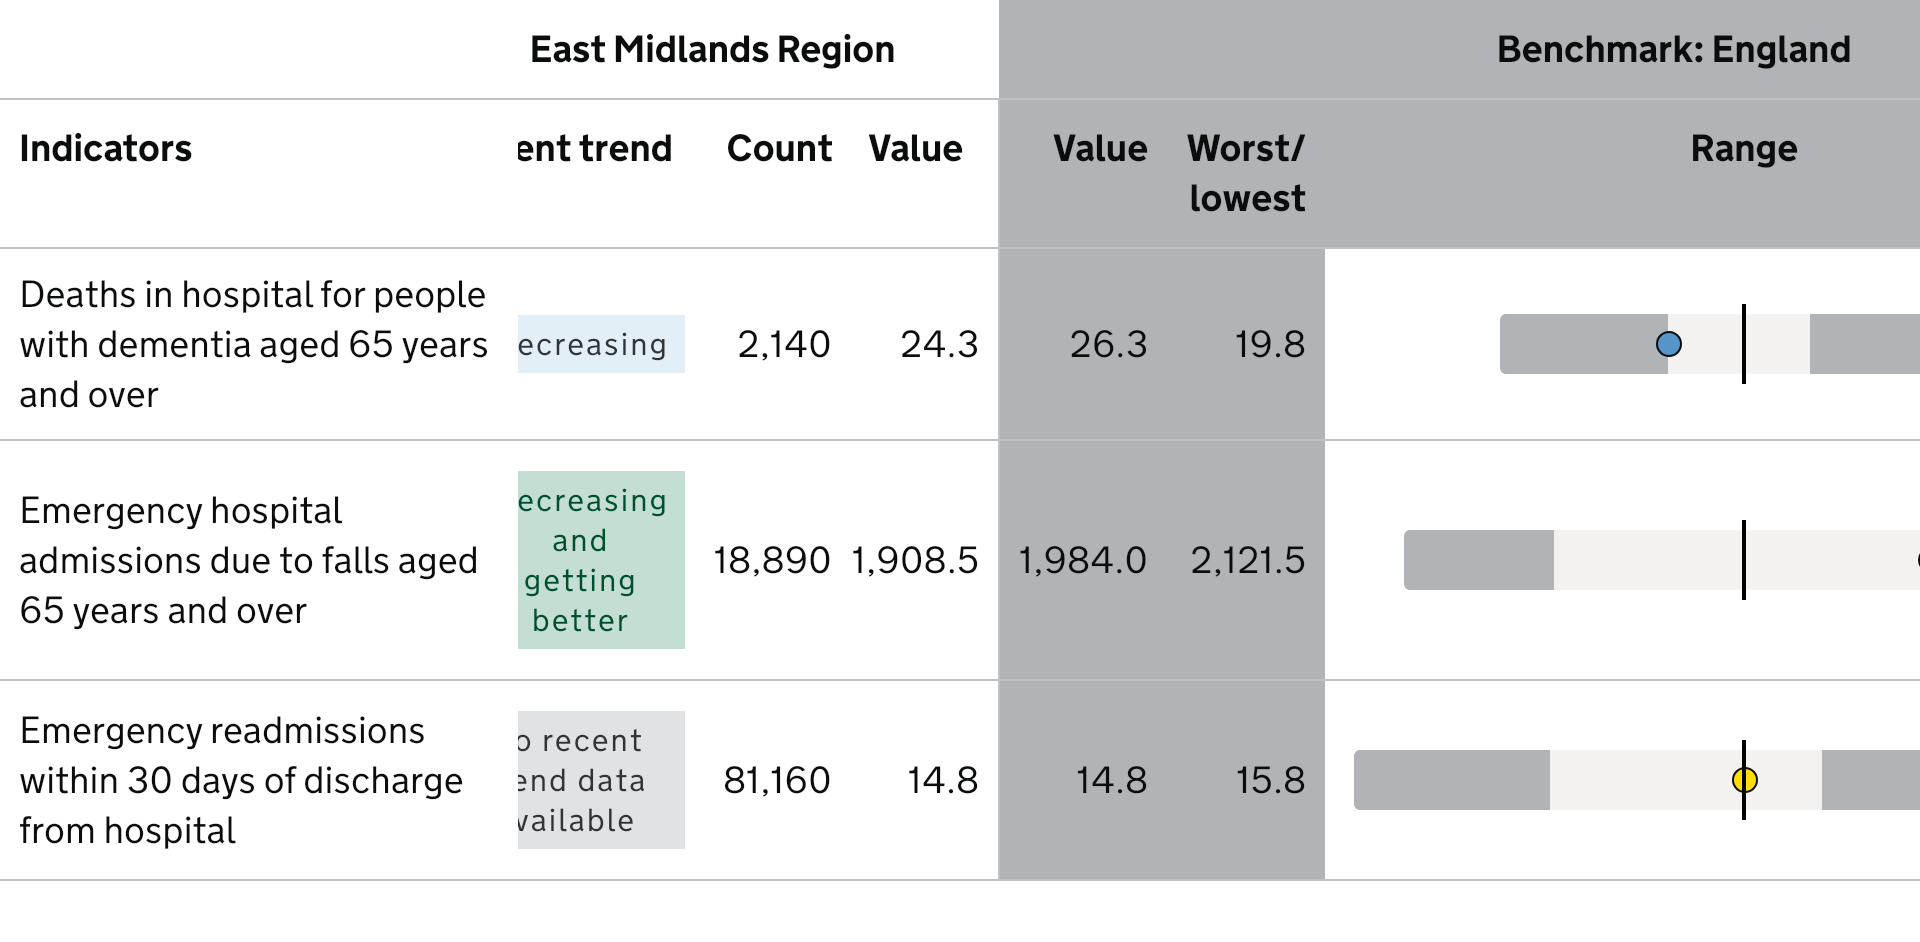 East Midlands Region Benchmark: England
Indicators ent trend Count Value Value Worst/ Range
lowest
Deaths in hospital for people
with dementia aged 65 years ecreasing 2,140 24.3 26.3 19.8
and over
Emergency hospital ecreasing
admissions due to falls aged and
65 years and over getting
better 18,890 1,908.5 1,984.0 2,121.5
Emergency readmissions o recent
within 30 days of discharge end data 81,160 14.8 14.8 15.8
from hospital vailable